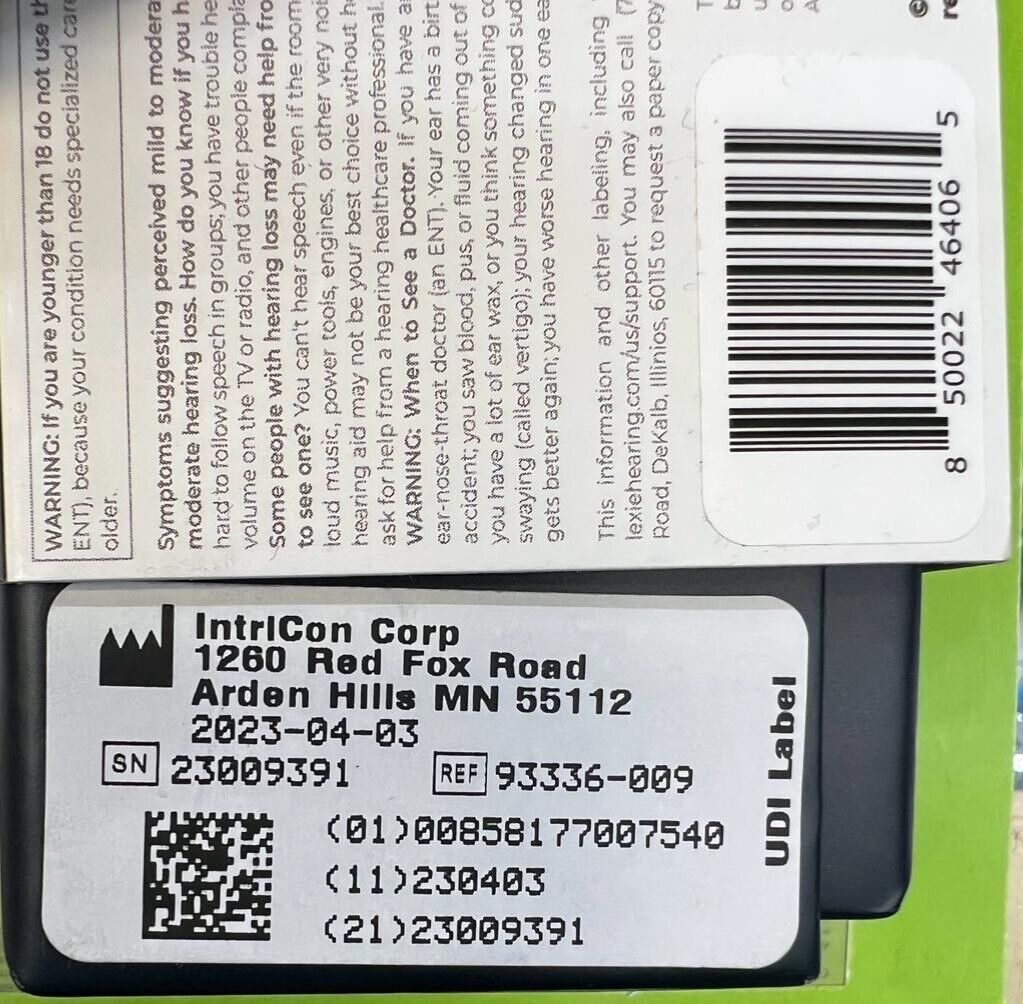 WARNING: If you are younger than 18 do not use
ENT), because your condition needs specialized care
older.
Symptoms suggesting perceived mild to
moderate hearing loss. How do you know if you
hard to follow speech in groups; you have trouble
volume on the TV or radio, and other people
Some people with hearing loss may need help
to see one? You can't hear speech even if the room
loud music, power tools, engines, or other very
hearing aid may not be your best choice without
ask for help from a hearing healthcare professional.
WARNING: When to See a Doctor. If you have
ear-nose-throat doctor (an ENT). Your ear has a
accident; you saw blood, pus, or fluid coming out of
you have a lot of ear wax, or you think something
swaying (called vertigo); your hearing changed
gets better again; you have worse hearing in one
This information and other labeling, including
lexiehearing.com/us/support. You may also call
Road, DeKalb, Illinios, 60115 to request a paper copy
8 50022 46406 5
IntriCon Corp
1260 Red Fox Road
Arden Hills MN 55112
2023-04-03
SN 23009391 REF 93336-009
(01)00858177007540
(11)230403
(21)23009391
UDI Label